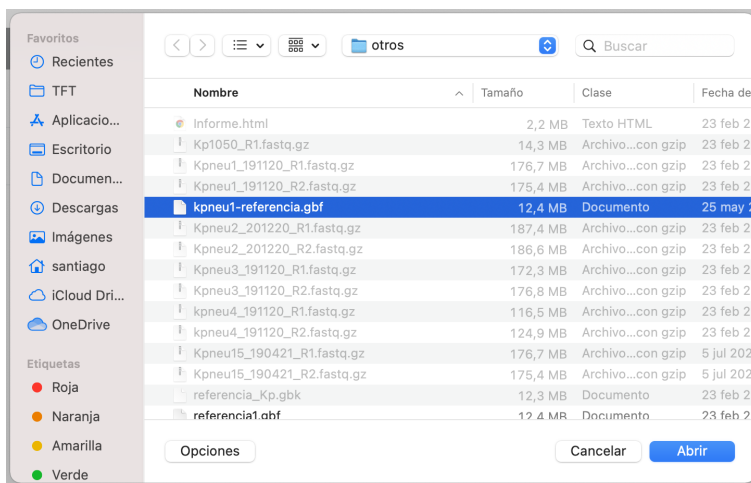 Favoritos
Recientes
TFT
Aplicacio...
Escritorio
Documen...
Descargas
Imágenes
santiago
iCloud Dri...
OneDrive
Etiquetas
Roja
Naranja
Amarilla
Verde
otros
Buscar
Nombre Tamaño Clase Fecha de
Informe.html 2,2 MB Texto HTML 23 feb 2
Kp1050_R1.fastq.gz 14,3 MB Archivo...con gzip 23 feb 2
Kpneu1_191120_R1.fastq.gz 176,7 MB Archivo...con gzip 23 feb 2
Kpneu1_191120_R2.fastq.gz 175,4 MB Archivo...con gzip 23 feb 2
kpneu1-referencia.gbf 12,4 MB Documento 25 may 2
Kpneu2_201220_R1.fastq.gz 187,4 MB Archivo...con gzip 23 feb 2
Kpneu2_201220_R2.fastq.gz 186,6 MB Archivo...con gzip 23 feb 2
Kpneu3_191120_R1.fastq.gz 172,3 MB Archivo...con gzip 23 feb 2
Kpneu3_191120_R2.fastq.gz 176,8 MB Archivo...con gzip 23 feb 2
kpneu4_191120_R1.fastq.gz 116,5 MB Archivo...con gzip 23 feb 2
kpneu4_191120_R2.fastq.gz 124,9 MB Archivo...con gzip 23 feb 2
Kpneu15_190421_R1.fastq.gz 176,7 MB Archivo...con gzip 5 jul 202
Kpneu15_190421_R2.fastq.gz 175,4 MB Archivo...con gzip 5 jul 202
referencia_Kp.gbk 12,3 MB Documento 23 feb 2
referencia1.gbf 12,4 MB Documento 23 feb 2
Opciones Cancelar Abrir